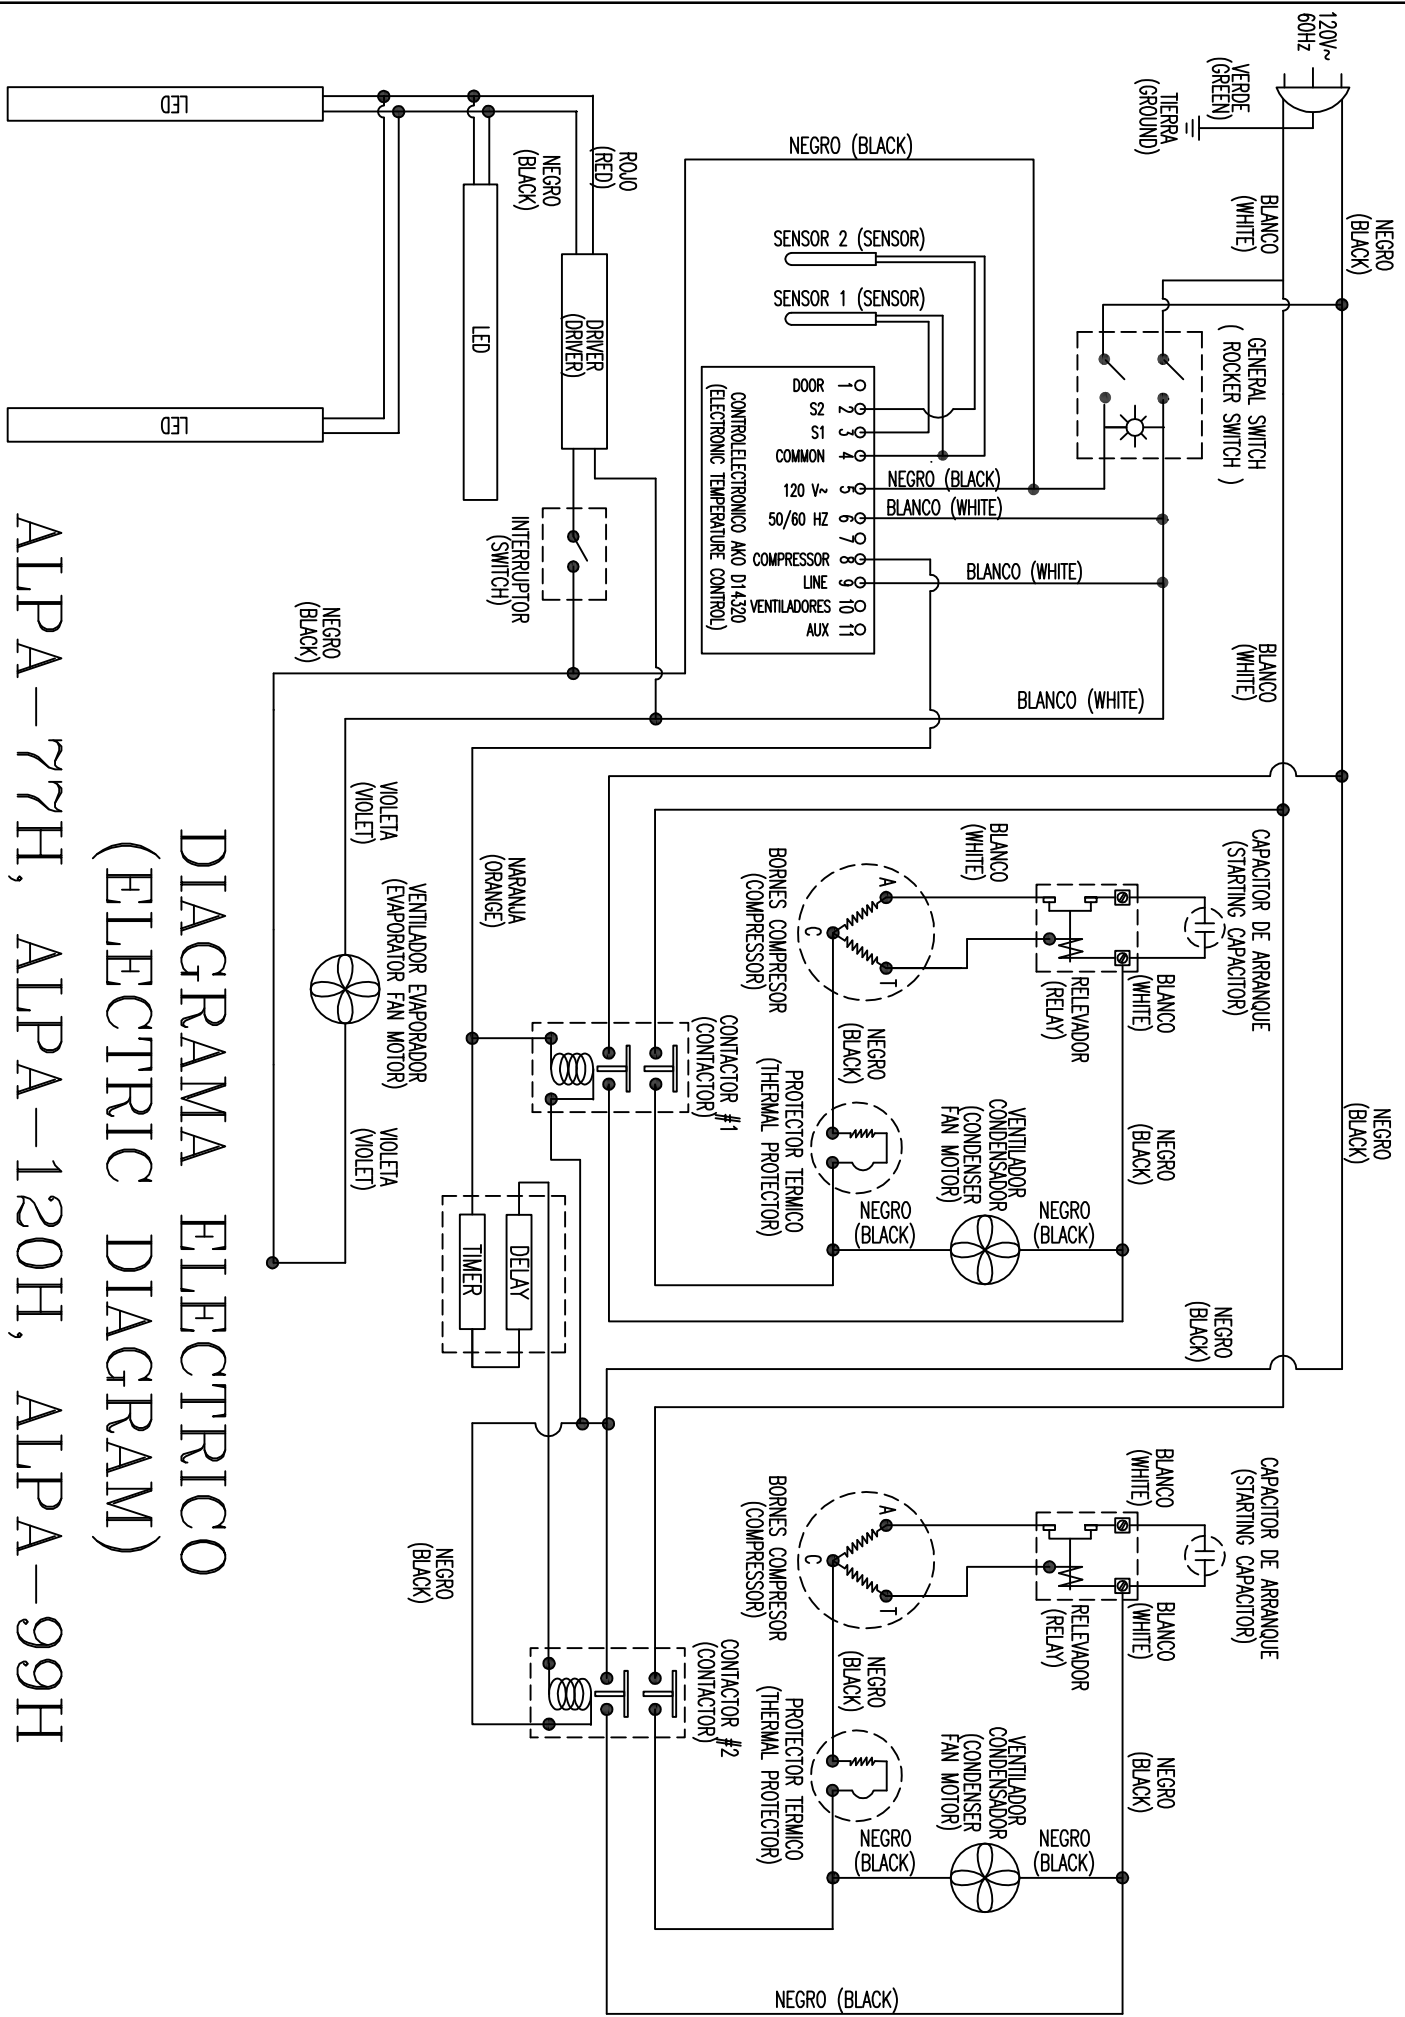 120V~
60Hz
VERDE
(GREEN)
TIERRA
(GROUND)
NEGRO
(BLACK)
BLANCO
(WHITE)
GENERAL SWITCH
( ROCKER SWITCH )
NEGRO (BLACK)
SENSOR 2 (SENSOR)
SENSOR 1 (SENSOR)
DOOR 1
S2 2
S1 3
COMMON 4
120 V~ 5
50/60 HZ 6
7
COMPRESSOR 8
LINE 9
VENTILADORES 10
AUX 11
CONTROLELECTRONICO AKO D14320
(ELECTRONIC TEMPERATURE CONTROL)
NEGRO (BLACK)
BLANCO (WHITE)
BLANCO (WHITE)
BLANCO (WHITE)
ROJO
(RED)
NEGRO
(BLACK)
DRIVER
(DRIVER)
LED
LED
LED
INTERRUPTOR
(SWITCH)
NEGRO
(BLACK)
VIOLETA
(VIOLET)
VENTILADOR EVAPORADOR
(EVAPORATOR FAN MOTOR)
VIOLETA
(VIOLET)
NARANJA
(ORANGE)
BLANCO
(WHITE)
NEGRO
(BLACK)
CAPACITOR DE ARRANQUE
(STARTING CAPACITOR)
BLANCO
(WHITE)
BLANCO
(WHITE)
RELEVADOR
(RELAY)
BORNES COMPRESOR
(COMPRESSOR)
A
C
T
NEGRO
(BLACK)
PROTECTOR TERMICO
(THERMAL PROTECTOR)
VENTILADOR
CONDENSADOR
(CONDENSER
FAN MOTOR)
NEGRO
(BLACK)
NEGRO
(BLACK)
NEGRO
(BLACK)
CONTACTOR #1
(CONTACTOR)
TIMER
DELAY
NEGRO
(BLACK)
CAPACITOR DE ARRANQUE
(STARTING CAPACITOR)
BLANCO
(WHITE)
BLANCO
(WHITE)
RELEVADOR
(RELAY)
BORNES COMPRESOR
(COMPRESSOR)
A
C
T
NEGRO
(BLACK)
PROTECTOR TERMICO
(THERMAL PROTECTOR)
VENTILADOR
CONDENSADOR
(CONDENSER
FAN MOTOR)
NEGRO
(BLACK)
NEGRO
(BLACK)
NEGRO
(BLACK)
CONTACTOR #2
(CONTACTOR)
NEGRO
(BLACK)
NEGRO (BLACK)
DIAGRAMA ELECTRICO
(ELECTRIC DIAGRAM)
ALPA-77H, ALPA-120H, ALPA-99H